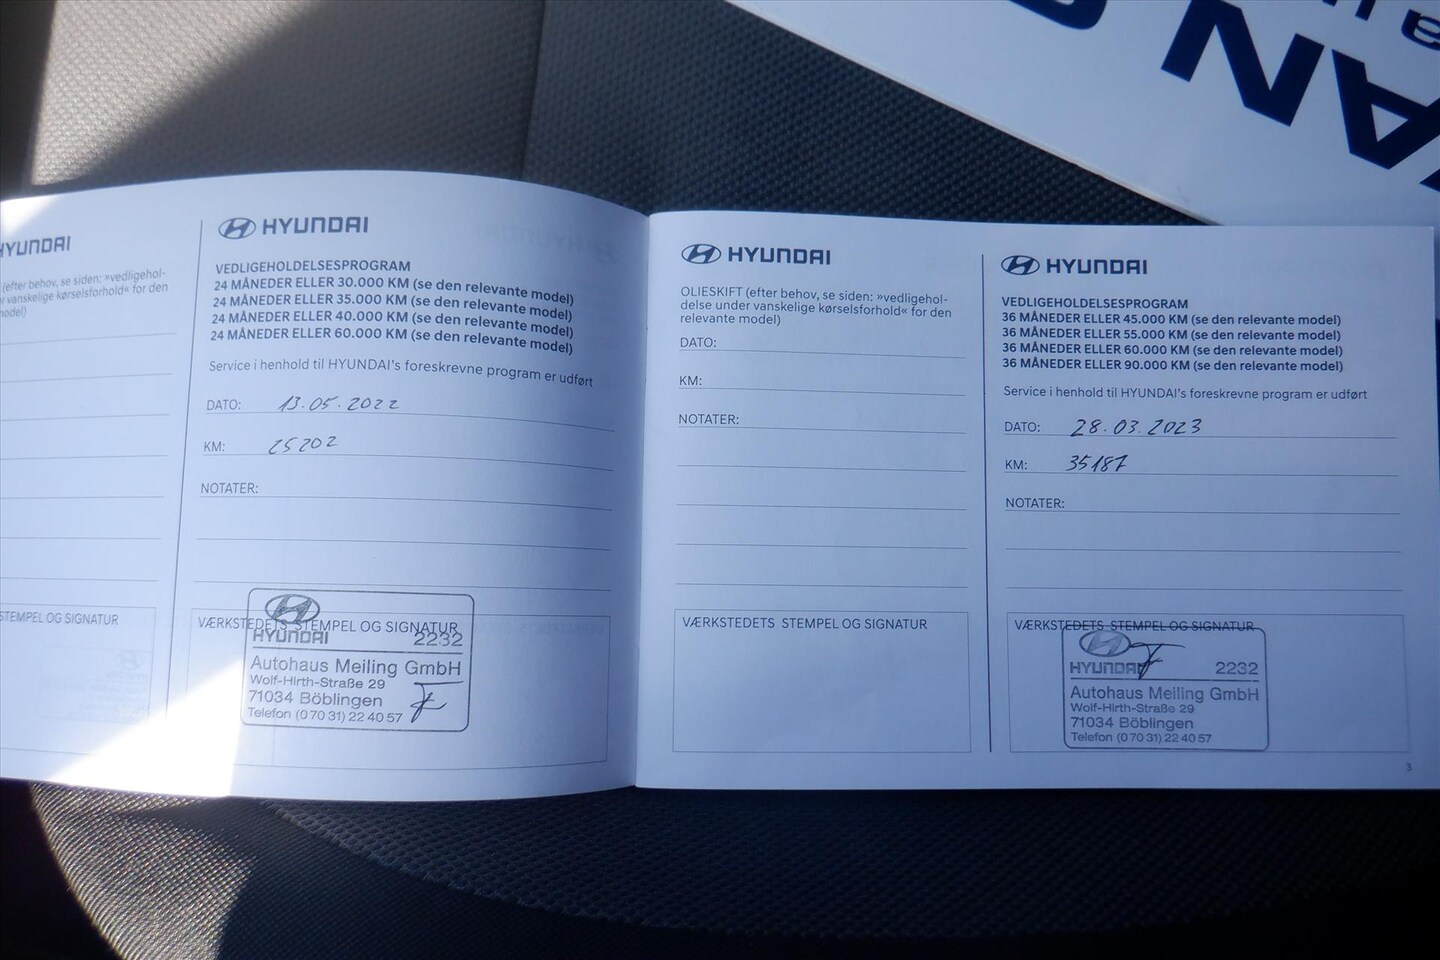 HYUNDAI
(efter behov, se siden: »vedligehol-
vanskelige kørselsforhold« for den
model)
STEMPEL OG SIGNATUR
HYUNDAI
VEDLIGEHOLDELSESPROGRAM
24 MÅNEDER ELLER 30.000 KM (se den relevante model)
24 MÅNEDER ELLER 35.000 KM (se den relevante model)
24 MÅNEDER ELLER 40.000 KM (se den relevante model)
24 MÅNEDER ELLER 60.000 KM (se den relevante model)
Service i henhold til HYUNDAI's foreskrevne program er udført
DATO: 13.05.2022
KM: 25202
NOTATER:
VÆRKSTEDETS STEMPEL OG SIGNATUR
HYUNDAI 2232
Autohaus Meiling GmbH
Wolf-Hirth-Straße 29
71034 Böblingen
Telefon (0 70 31) 22 40 57
HYUNDAI
OLIESKIFT (efter behov, se siden: »vedligehol-
delse under vanskelige kørselsforhold« for den
relevante model)
DATO:
KM:
NOTATER:
VÆRKSTEDETS STEMPEL OG SIGNATUR
HYUNDAI
VEDLIGEHOLDELSESPROGRAM
36 MÅNEDER ELLER 45.000 KM (se den relevante model)
36 MÅNEDER ELLER 55.000 KM (se den relevante model)
36 MÅNEDER ELLER 60.000 KM (se den relevante model)
36 MÅNEDER ELLER 90.000 KM (se den relevante model)
Service i henhold til HYUNDAI's foreskrevne program er udført
DATO: 28.03.2023
KM: 35187
NOTATER:
VÆRKSTEDETS STEMPEL OG SIGNATUR
HYUNDAI 2232
Autohaus Meiling GmbH
Wolf-Hirth-Straße 29
71034 Böblingen
Telefon (0 70 31) 22 40 57
3